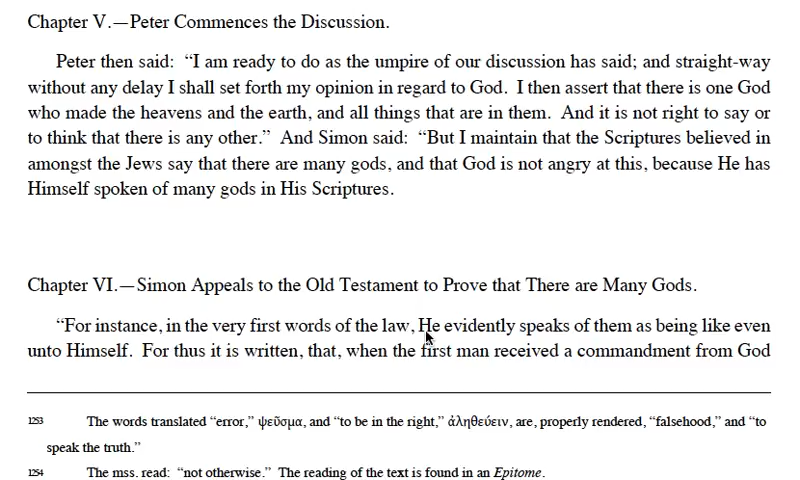 Chapter V.—Peter Commences the Discussion.
Peter then said:  “I am ready to do as the umpire of our discussion has said; and straight-way
without any delay I shall set forth my opinion in regard to God.  I then assert that there is one God
who made the heavens and the earth, and all things that are in them.  And it is not right to say or
to think that there is any other.”  And Simon said:  “But I maintain that the Scriptures believed in
amongst the Jews say that there are many gods, and that God is not angry at this, because He has
Himself spoken of many gods in His Scriptures.
Chapter VI.—Simon Appeals to the Old Testament to Prove that There are Many Gods.
“For instance, in the very first words of the law, He evidently speaks of them as being like even
unto Himself.  For thus it is written, that, when the first man received a commandment from God
1253 The words translated “error,” ψεῦσμα, and “to be in the right,” ἀληθεύειν, are, properly rendered, “falsehood,” and “to
speak the truth.”
1254 The mss. read:  “not otherwise.”  The reading of the text is found in an Epitome.